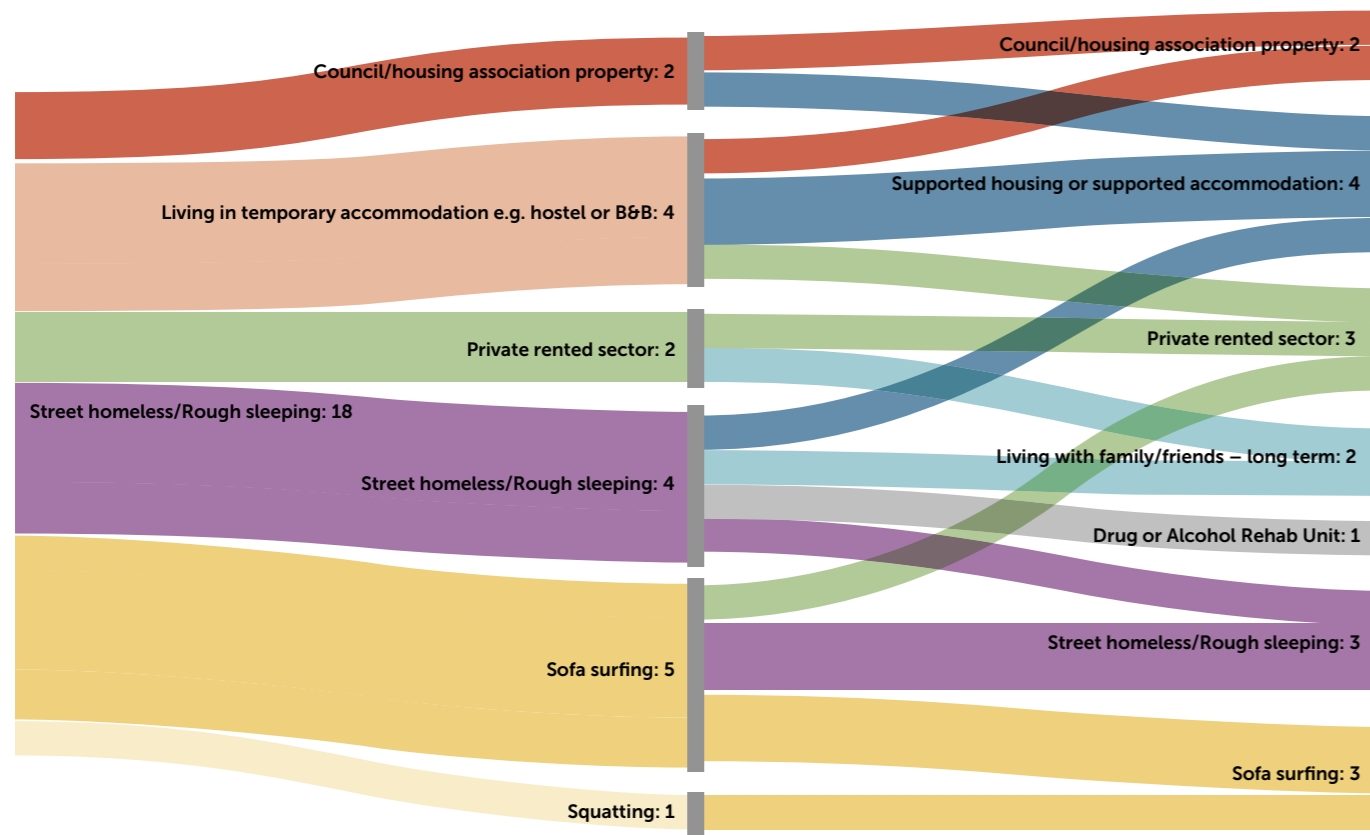 Council/housing association property: 2
Living in temporary accommodation e.g. hostel or B&B: 4
Private rented sector: 2
Street homeless/Rough sleeping: 18
Street homeless/Rough sleeping: 4
Sofa surfing: 5
Squatting: 1
Council/housing association property: 2
Supported housing or supported accommodation: 4
Private rented sector: 3
Living with family/friends – long term: 2
Drug or Alcohol Rehab Unit: 1
Street homeless/Rough sleeping: 3
Sofa surfing: 3